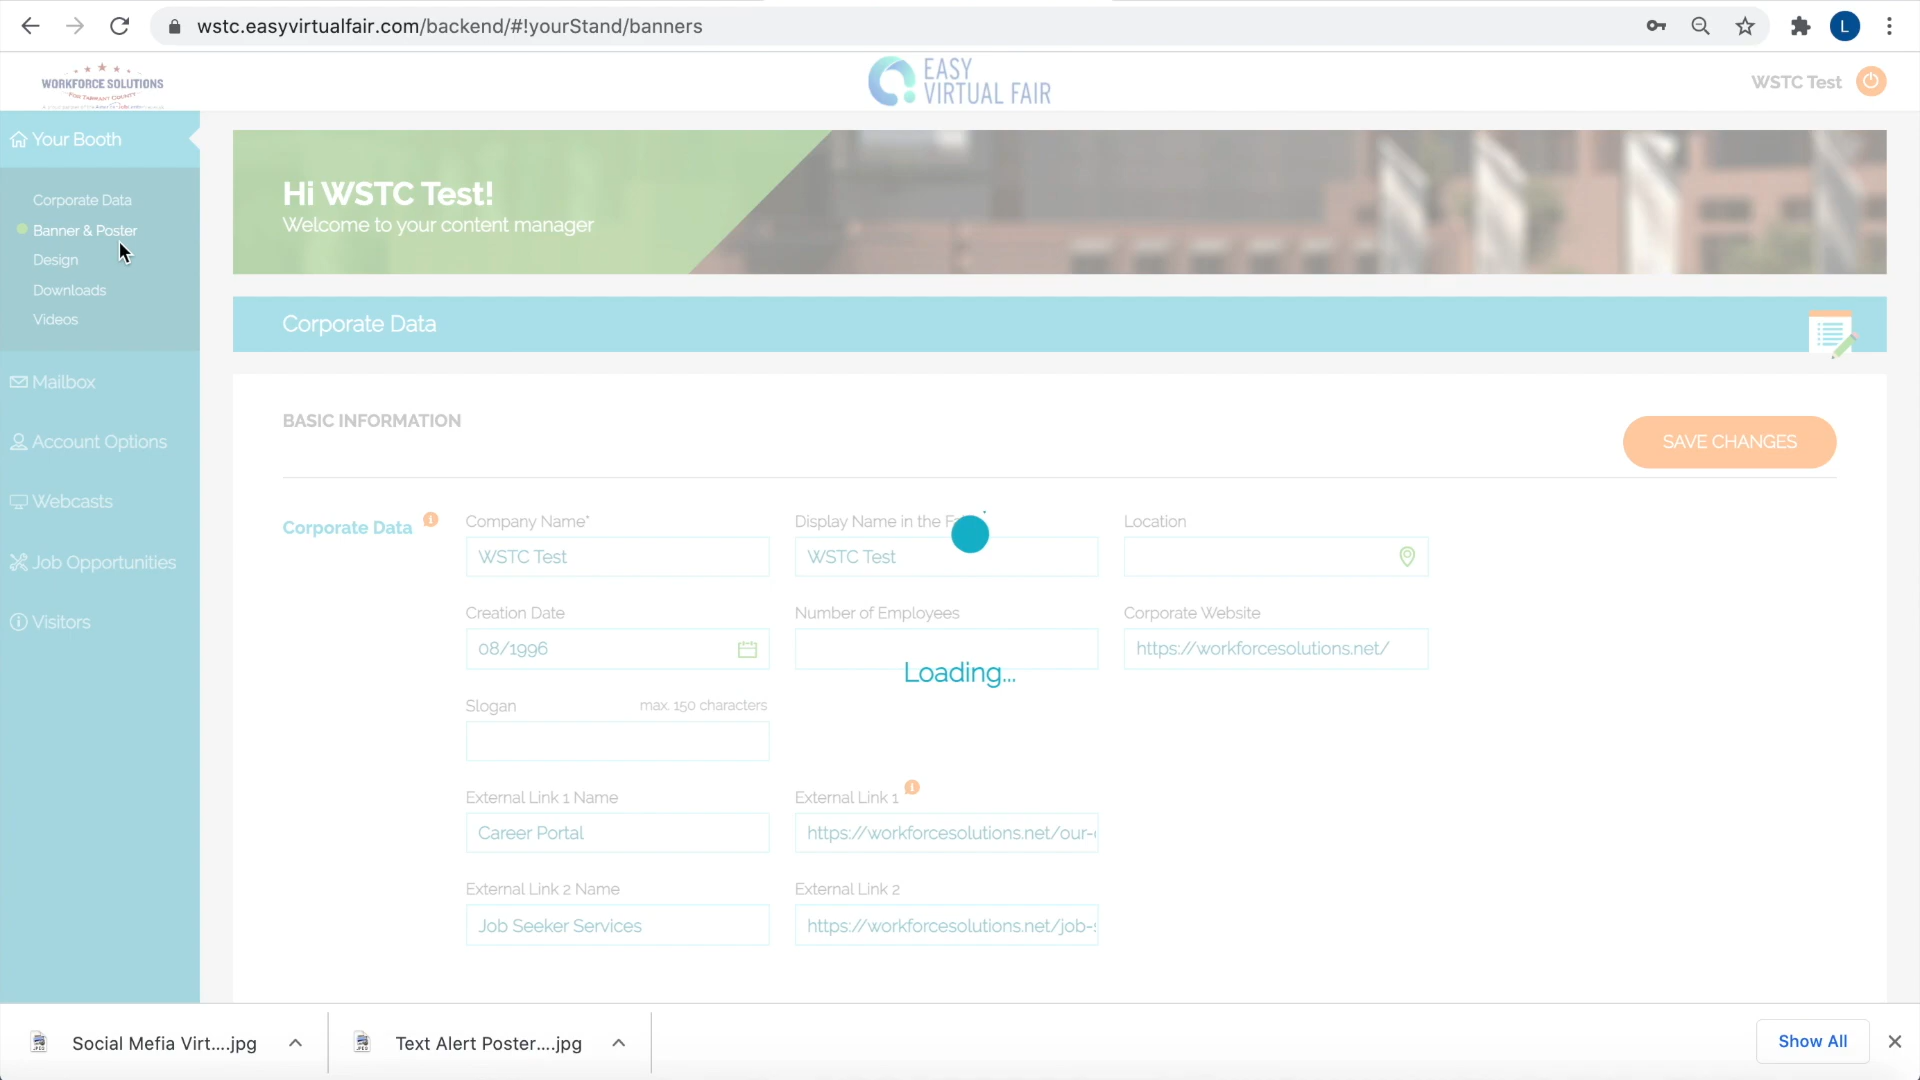 wstc.easyvirtualfair.com/backend/#!yourStand/banners
L
WORKFORCE SOLUTIONS
FOR TARRANT COUNTY
EASY
VIRTUAL FAIR
WSTC Test
Your Booth
Corporate Data
Banner & Poster
Design
Downloads
Videos
Mailbox
Account Options
Webcasts
Job Opportunities
Visitors
Hi WSTC Test!
Welcome to your content manager
Corporate Data
BASIC INFORMATION
SAVE CHANGES
Corporate Data
Company Name*
Display Name in the
Location
WSTC Test
WSTC Test
Creation Date
Number of Employees
Corporate Website
08/1996
https://workforcesolutions.net/
Loading...
Slogan
max. 150 characters
External Link 1 Name
External Link 1
Career Portal
https://workforcesolutions.net/our-
External Link 2 Name
External Link 2
Job Seeker Services
https://workforcesolutions.net/job-
Social Mefia Virt....jpg
Text Alert Poster....jpg
Show All